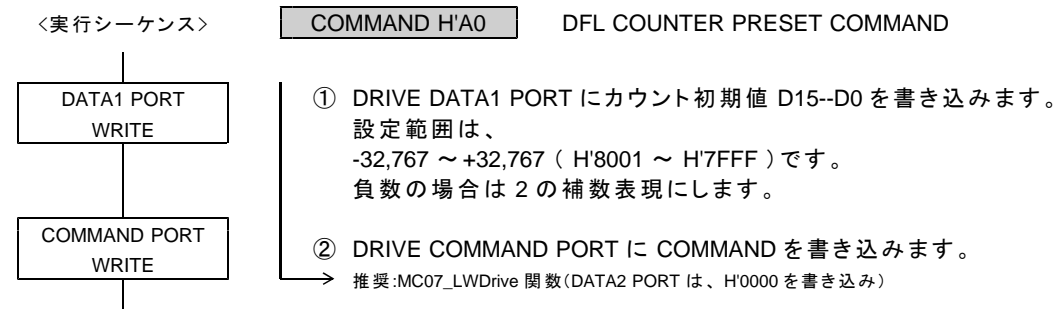 <実行シーケンス>
COMMAND H'A0
DFL COUNTER PRESET COMMAND
DATA1 PORT
WRITE
① DRIVE DATA1 PORT にカウント初期値 D15--D0 を書き込みます。
設定範囲は、
-32,767 ～ +32,767 ( H'8001 ～ H'7FFF ) です。
負数の場合は 2 の補数表現にします。
COMMAND PORT
WRITE
② DRIVE COMMAND PORT に COMMAND を書き込みます。
推奨:MC07_LWDrive 関数(DATA2 PORT は、H'0000 を書き込み)